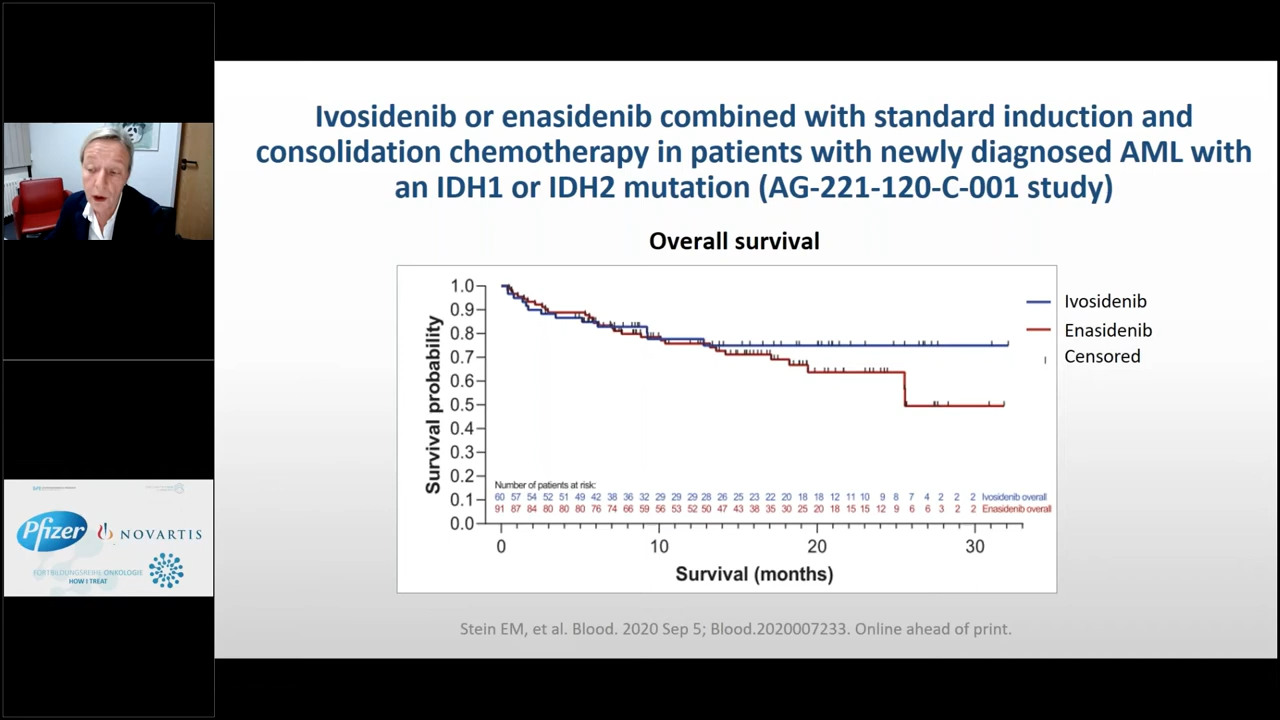 Ivosidenib or enasidenib combined with standard induction and
consolidation chemotherapy in patients with newly diagnosed AML with
an IDH1 or IDH2 mutation (AG-221-120-C-001 study)
Overall survival
Survival probability
1.0
0.9
0.8
0.7
0.6
0.5
0.4
0.3
0.2
0.1
0.0
Number of patients at risk:
60 57 54 52 51 49 42 38 36 32 29 29 29 28 26 25 23 22 20 18 18 12 11 10 9 8 7 4 2 2 2 Ivosidenib overall
91 87 84 80 80 80 76 74 66 59 56 53 52 50 47 43 38 35 30 25 20 18 15 15 12 9 6 6 3 2 2 Enasidenib overall
0 10 20 30
Survival (months)
Ivosidenib
Enasidenib
Censored
Stein EM, et al. Blood. 2020 Sep 5; Blood.2020007233. Online ahead of print.
Pfizer
NOVARTIS
FORTBILDUNGSREIHE ONKOLOGIE
HOW I TREAT